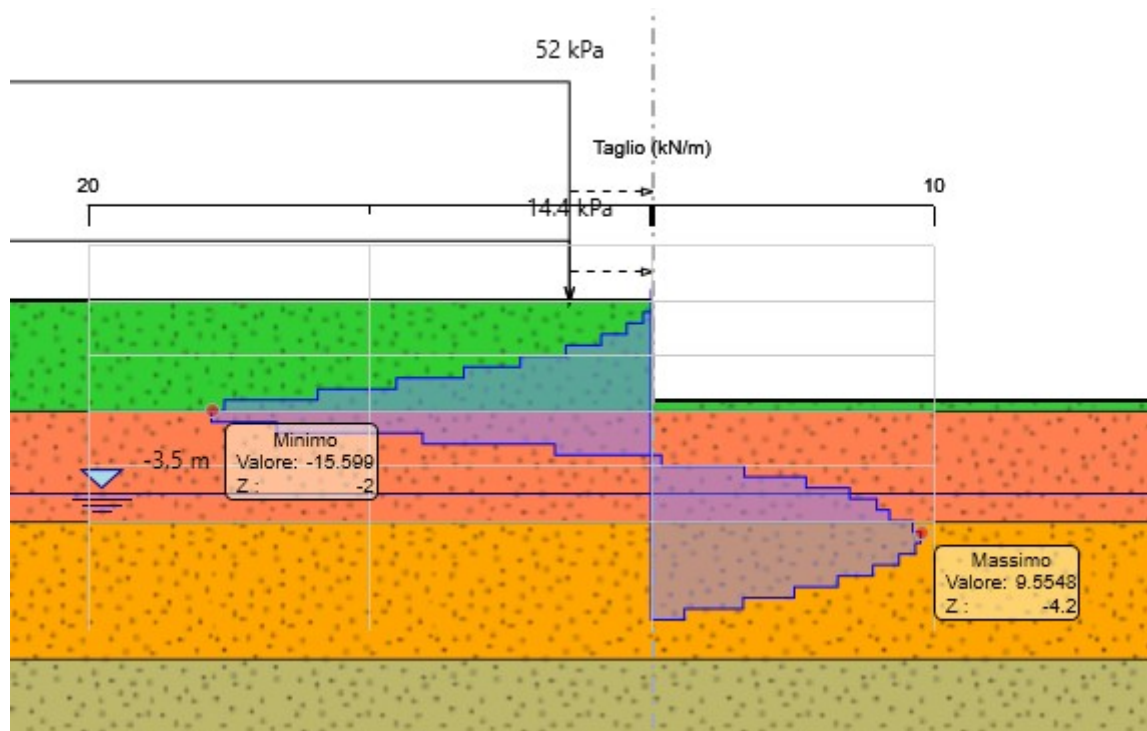 52 kPa
Taglio (kN/m)
20
10
14.4 kPa
-3,5 m
Minimo
Valore: -15.599
Z : -2
Massimo
Valore: 9.5548
Z : -4.2